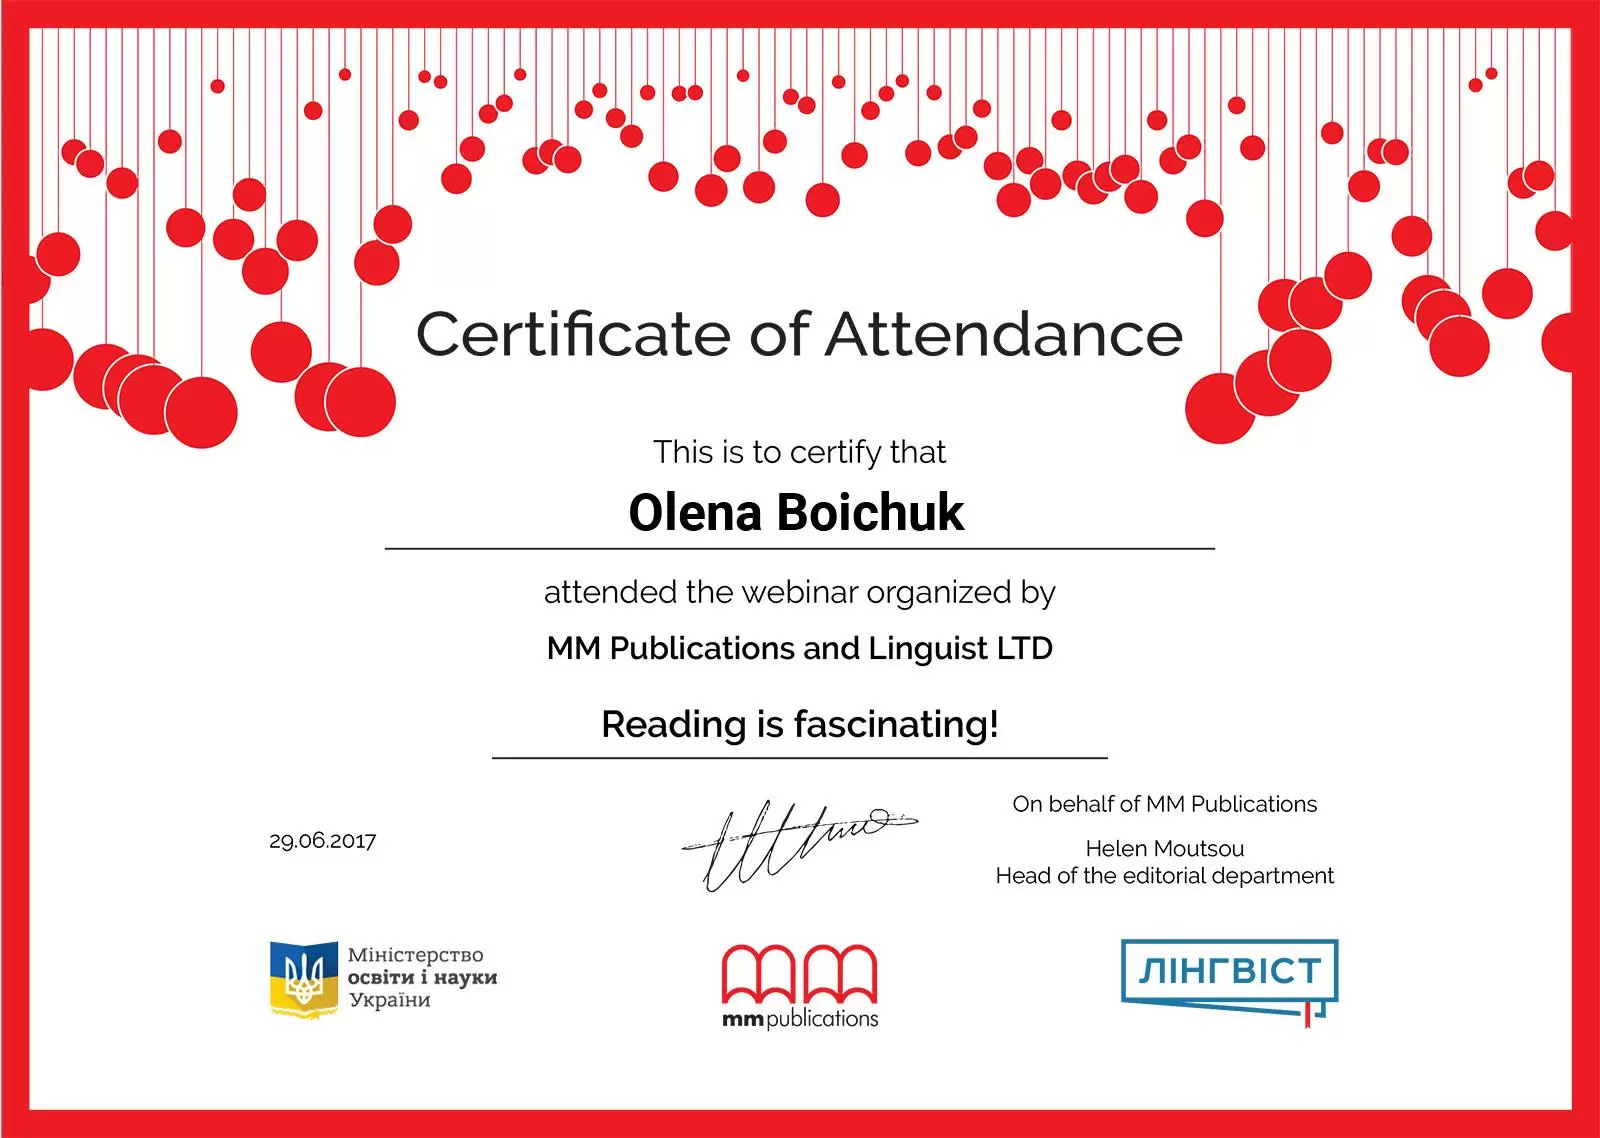 Certificate of Attendance
This is to certify that
Olena Boichuk
attended the webinar organized by
MM Publications and Linguist LTD
Reading is fascinating!
29.06.2017
On behalf of MM Publications
Helen Moutsou
Head of the editorial department
Міністерство
освіти і науки
України
mmpublications
ЛІНГВІСТ